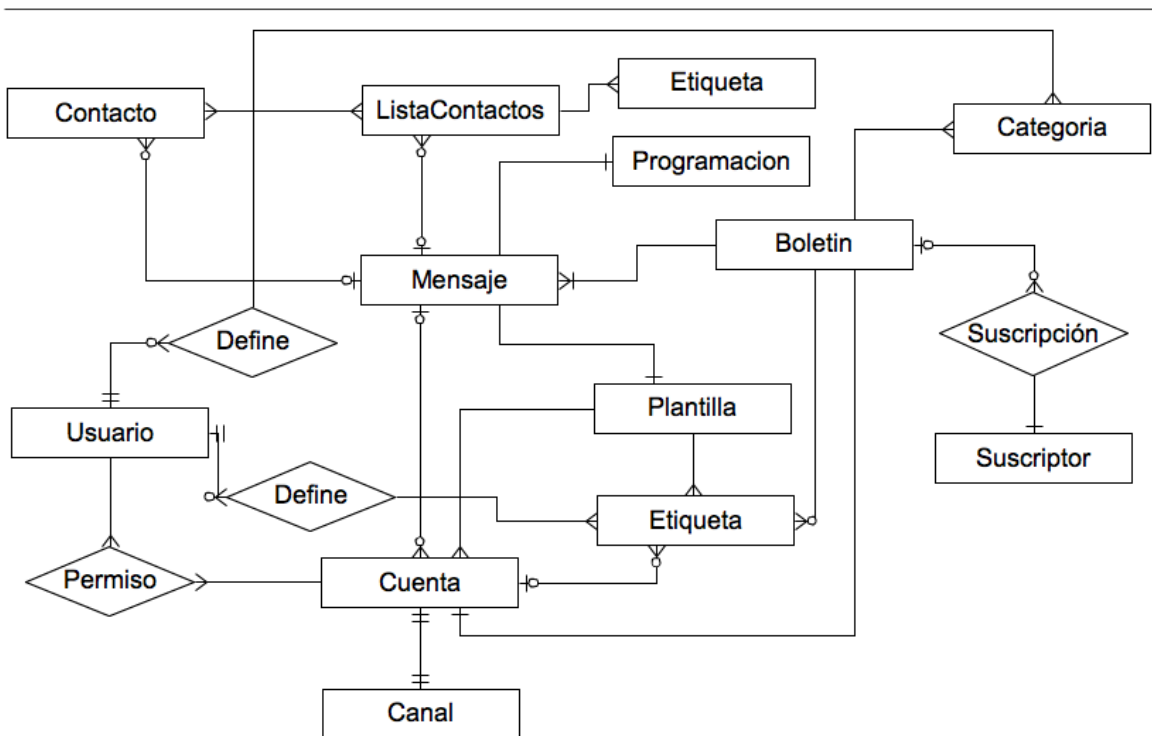 Etiqueta
Contacto
ListaContactos
Categoria
Programacion
Boletin
Mensaje
Define
Suscripción
Plantilla
Usuario
Suscriptor
Define
Etiqueta
Permiso
Cuenta
Canal